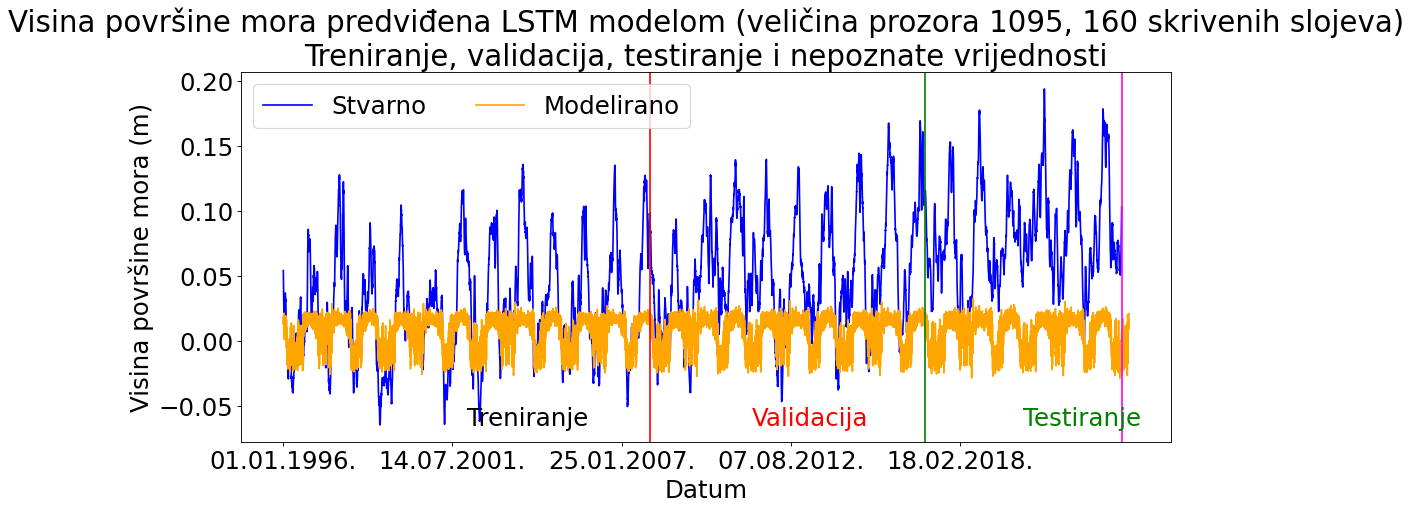 Visina površine mora predviđena LSTM modelom (veličina prozora 1095, 160 skrivenih slojeva)
Treniranje, validacija, testiranje i nepoznate vrijednosti
Stvarno Modelirano
Visina površine mora (m)
0.20
0.15
0.10
0.05
0.00
−0.05
Treniranje Validacija Testiranje
01.01.1996. 14.07.2001. 25.01.2007. 07.08.2012. 18.02.2018.
Datum